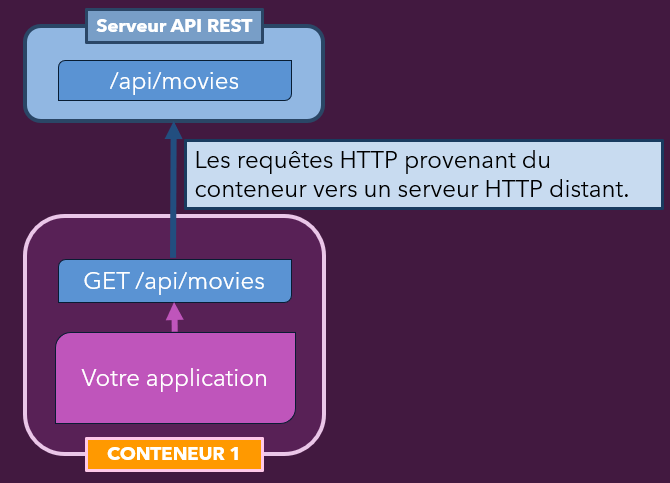 Serveur API REST
/api/movies
Les requêtes HTTP provenant du
conteneur vers un serveur HTTP distant.
GET /api/movies
Votre application
CONTENEUR 1